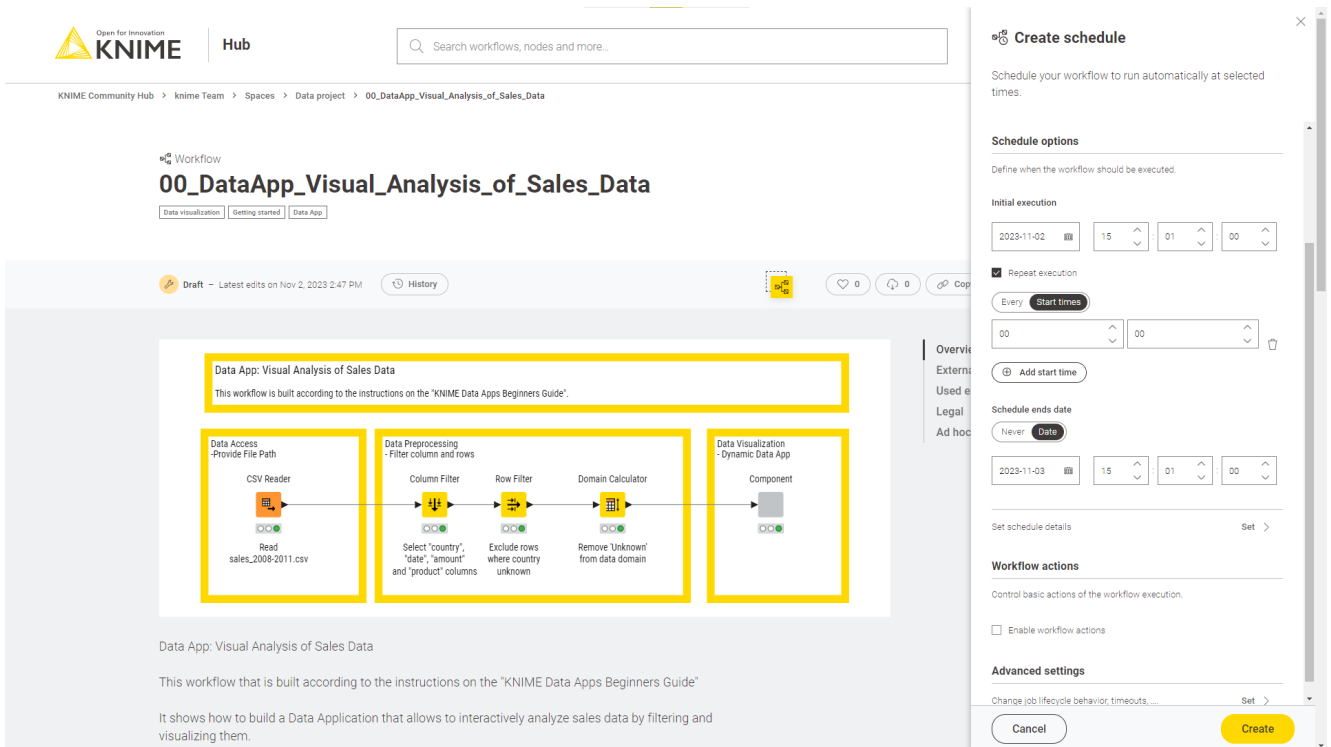 Open for Innovation
KNIME
Hub
Search workflows, nodes and more...
KNIME Community Hub > knime Team > Spaces > Data project > 00_DataApp_Visual_Analysis_of_Sales_Data
Workflow
00_DataApp_Visual_Analysis_of_Sales_Data
Data visualization Getting started Data App
Draft – Latest edits on Nov 2, 2023 2:47 PM History 0 0 Cop
Data App: Visual Analysis of Sales Data
This workflow is built according to the instructions on the "KNIME Data Apps Beginners Guide".
Data Access
-Provide File Path
CSV Reader
Read
sales_2008-2011.csv
Data Preprocessing
- Filter column and rows
Column Filter
Select "country",
"date", "amount"
and "product" columns
Row Filter
Exclude rows
where country
unknown
Domain Calculator
Remove 'Unknown'
from data domain
Data Visualization
- Dynamic Data App
Component
Overvie
Externa
Used e
Legal
Ad hoc
Data App: Visual Analysis of Sales Data
This workflow that is built according to the instructions on the "KNIME Data Apps Beginners Guide"
It shows how to build a Data Application that allows to interactively analyze sales data by filtering and
visualizing them.
Create schedule
Schedule your workflow to run automatically at selected
times.
Schedule options
Define when the workflow should be executed.
Initial execution
2023-11-02 15 : 01 : 00
Repeat execution
Every Start times
00 00
Add start time
Schedule ends date
Never Date
2023-11-03 15 : 01 : 00
Set schedule details Set >
Workflow actions
Control basic actions of the workflow execution.
Enable workflow actions
Advanced settings
Change job lifecycle behavior, timeouts, .... Set >
Cancel Create